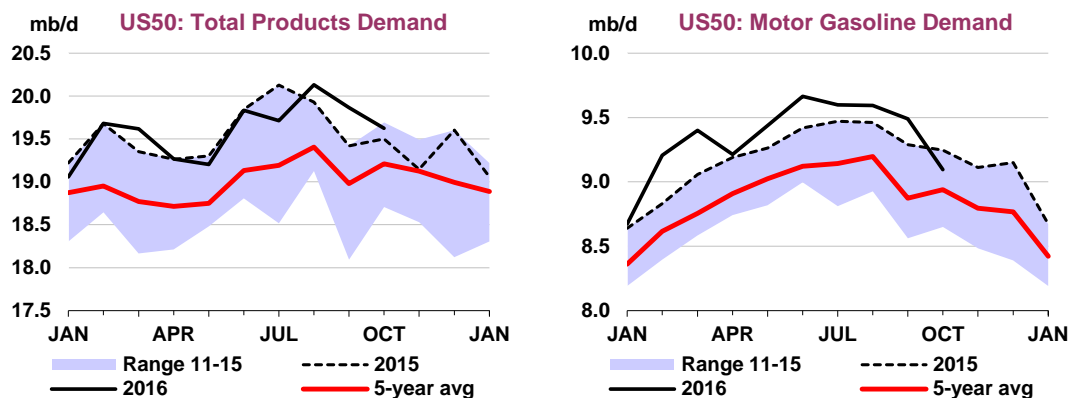 mb/d US50: Total Products Demand
20.5
20.0
19.5
19.0
18.5
18.0
17.5
JAN APR JUL OCT JAN
Range 11-15 2015
2016 5-year avg
mb/d US50: Motor Gasoline Demand
10.0
9.5
9.0
8.5
8.0
JAN APR JUL OCT JAN
Range 11-15 2015
2016 5-year avg